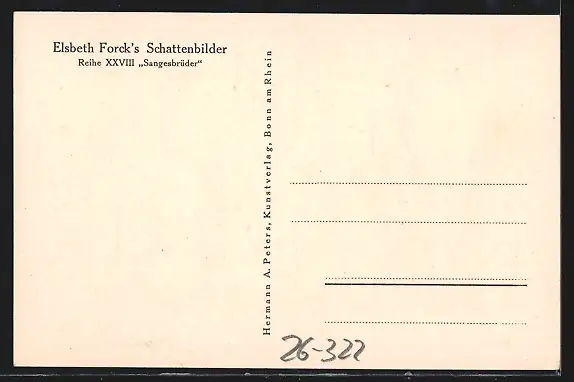 Elsbeth Forck's Schattenbilder
Reihe XXVIII „Sangesbrüder“
Hermann A. Peters, Kunstverlag, Bonn am Rhein
26-322